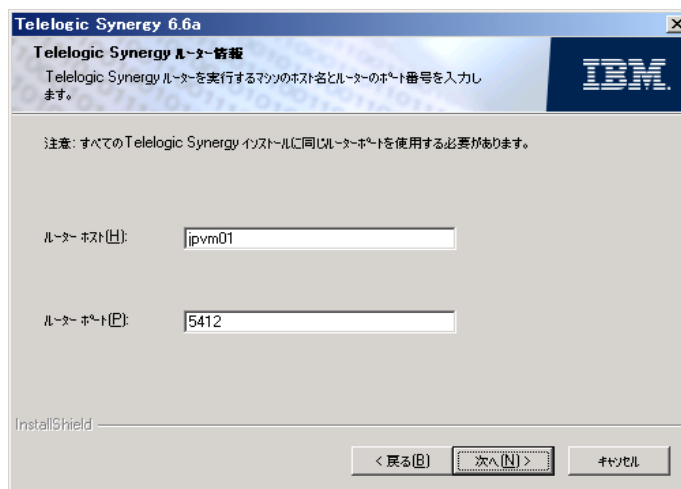 Telelogic Synergy 6.6a
Telelogic Synergy ルーター情報
Telelogic Synergy ルーターを実行するマシンのホスト名とルーターのポート番号を入力し
ます。
IBM.
注意: すべてのTelelogic Synergy インストールに同じルーターポートを使用する必要があります。
ルーター ホスト(H):
jpvm01
ルーター ポート(P):
5412
InstallShield
< 戻る(B)
次へ(N) >
キャンセル